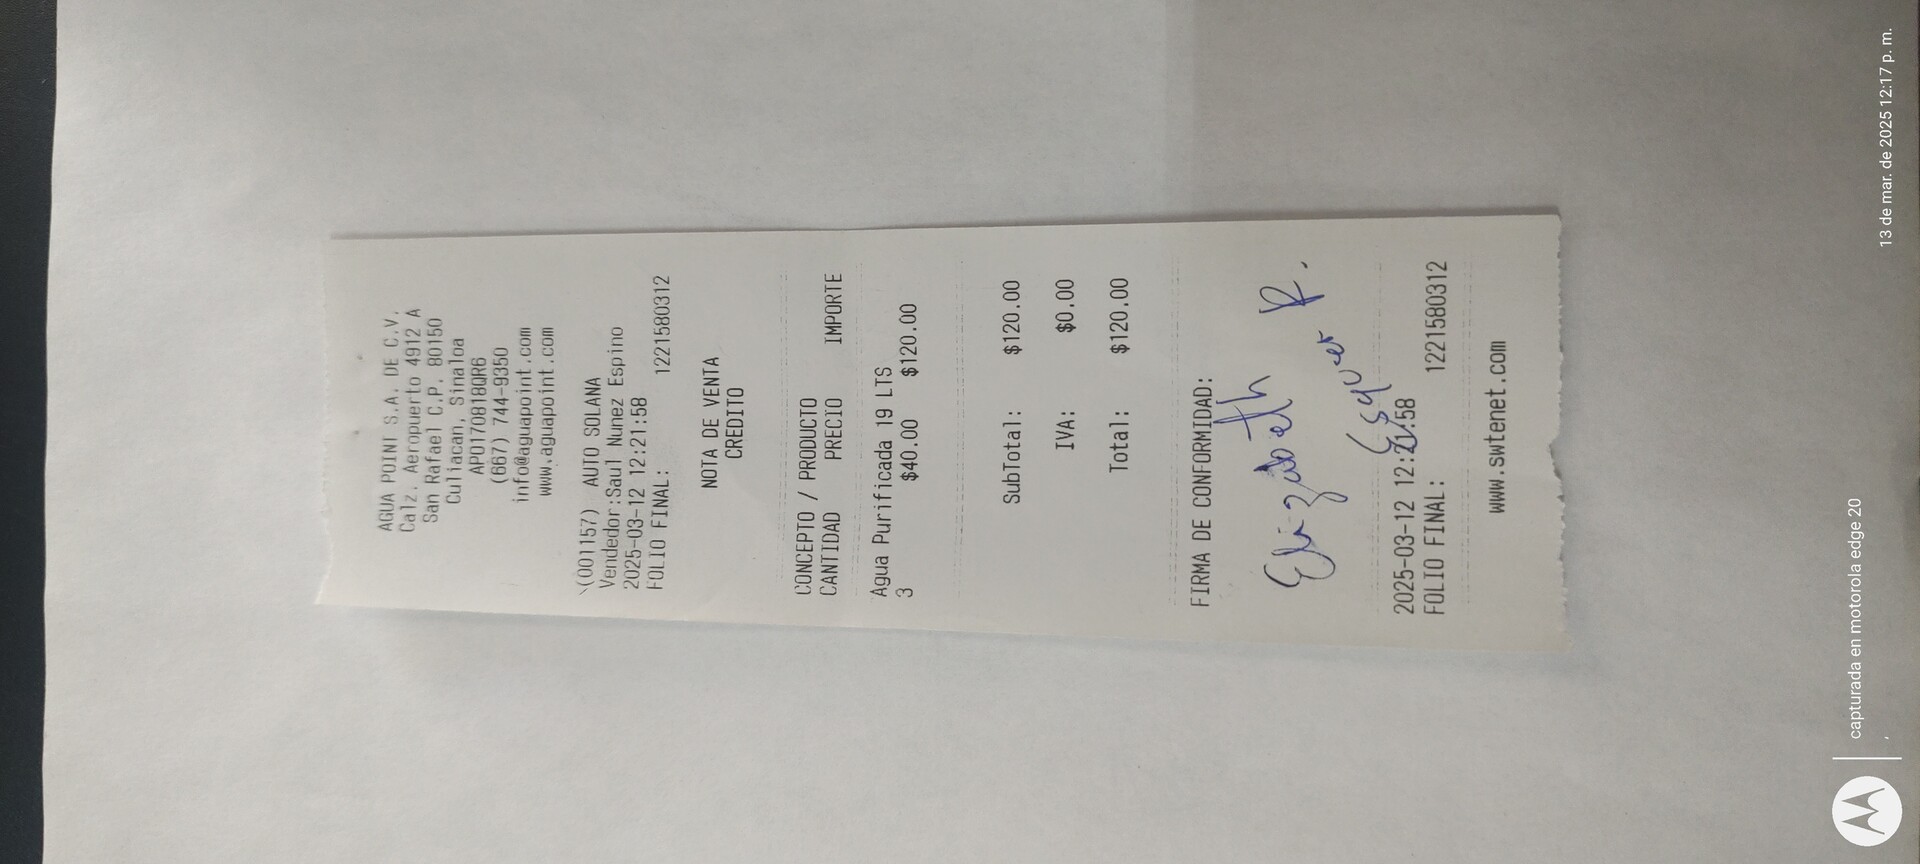 AGUA POINT S.A. DE C.V.
Calz. Aeropuerto 4912 A
San Rafael C.P. 80150
Culiacan, Sinaloa
APO170818QR6
(667) 744-9350
info@aguapoint.com
www.aguapoint.com
(001157) AUTO SOLANA
Vendedor:Saul Nunez Espino
2025-03-12 12:21:58
FOLIO FINAL: 1221580312
NOTA DE VENTA
CREDITO
CONCEPTO / PRODUCTO
CANTIDAD PRECIO IMPORTE
Agua Purificada 19 LTS
3 $40.00 $120.00
SubTotal: $120.00
IVA: $0.00
Total: $120.00
FIRMA DE CONFORMIDAD:
Elizabeth R.
Esquer
2025-03-12 12:21:58
FOLIO FINAL: 1221580312
www.swtenet.com
capturada en motorola edge 20
13 de mar. de 2025 12:17 p. m.